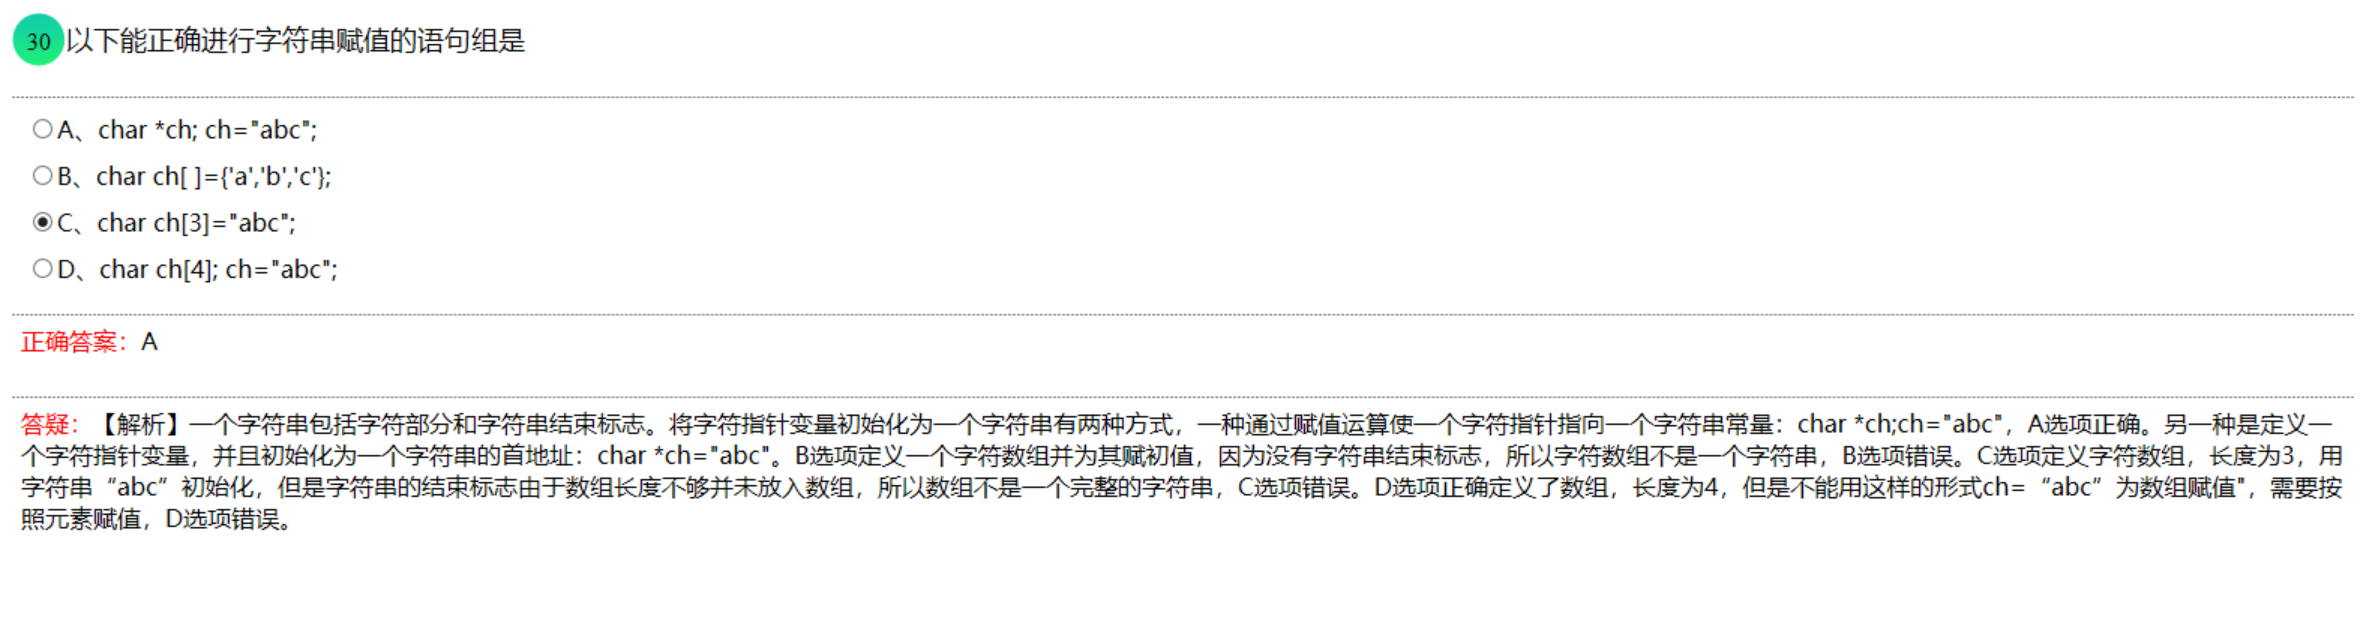 30 以下能正确进行字符串赋值的语句组是
A、char *ch; ch="abc";
B、char ch[ ]={'a','b','c'};
C、char ch[3]="abc";
D、char ch[4]; ch="abc";
正确答案：A
答疑：【解析】一个字符串包括字符部分和字符串结束标志。将字符指针变量初始化为一个字符串有两种方式，一种通过赋值运算使一个字符指针指向一个字符串常量：char *ch;ch="abc"，A选项正确。另一种是定义一
个字符指针变量，并且初始化为一个字符串的首地址：char *ch="abc"。B选项定义一个字符数组并为其赋初值，因为没有字符串结束标志，所以字符数组不是一个字符串，B选项错误。C选项定义字符数组，长度为3，用
字符串“abc“初始化，但是字符串的结束标志由于数组长度不够并未放入数组，所以数组不是一个完整的字符串，C选项错误。D选项正确定义了数组，长度为4，但是不能用这样的形式ch=“abc”为数组赋值"，需要按
照元素赋值，D选项错误。